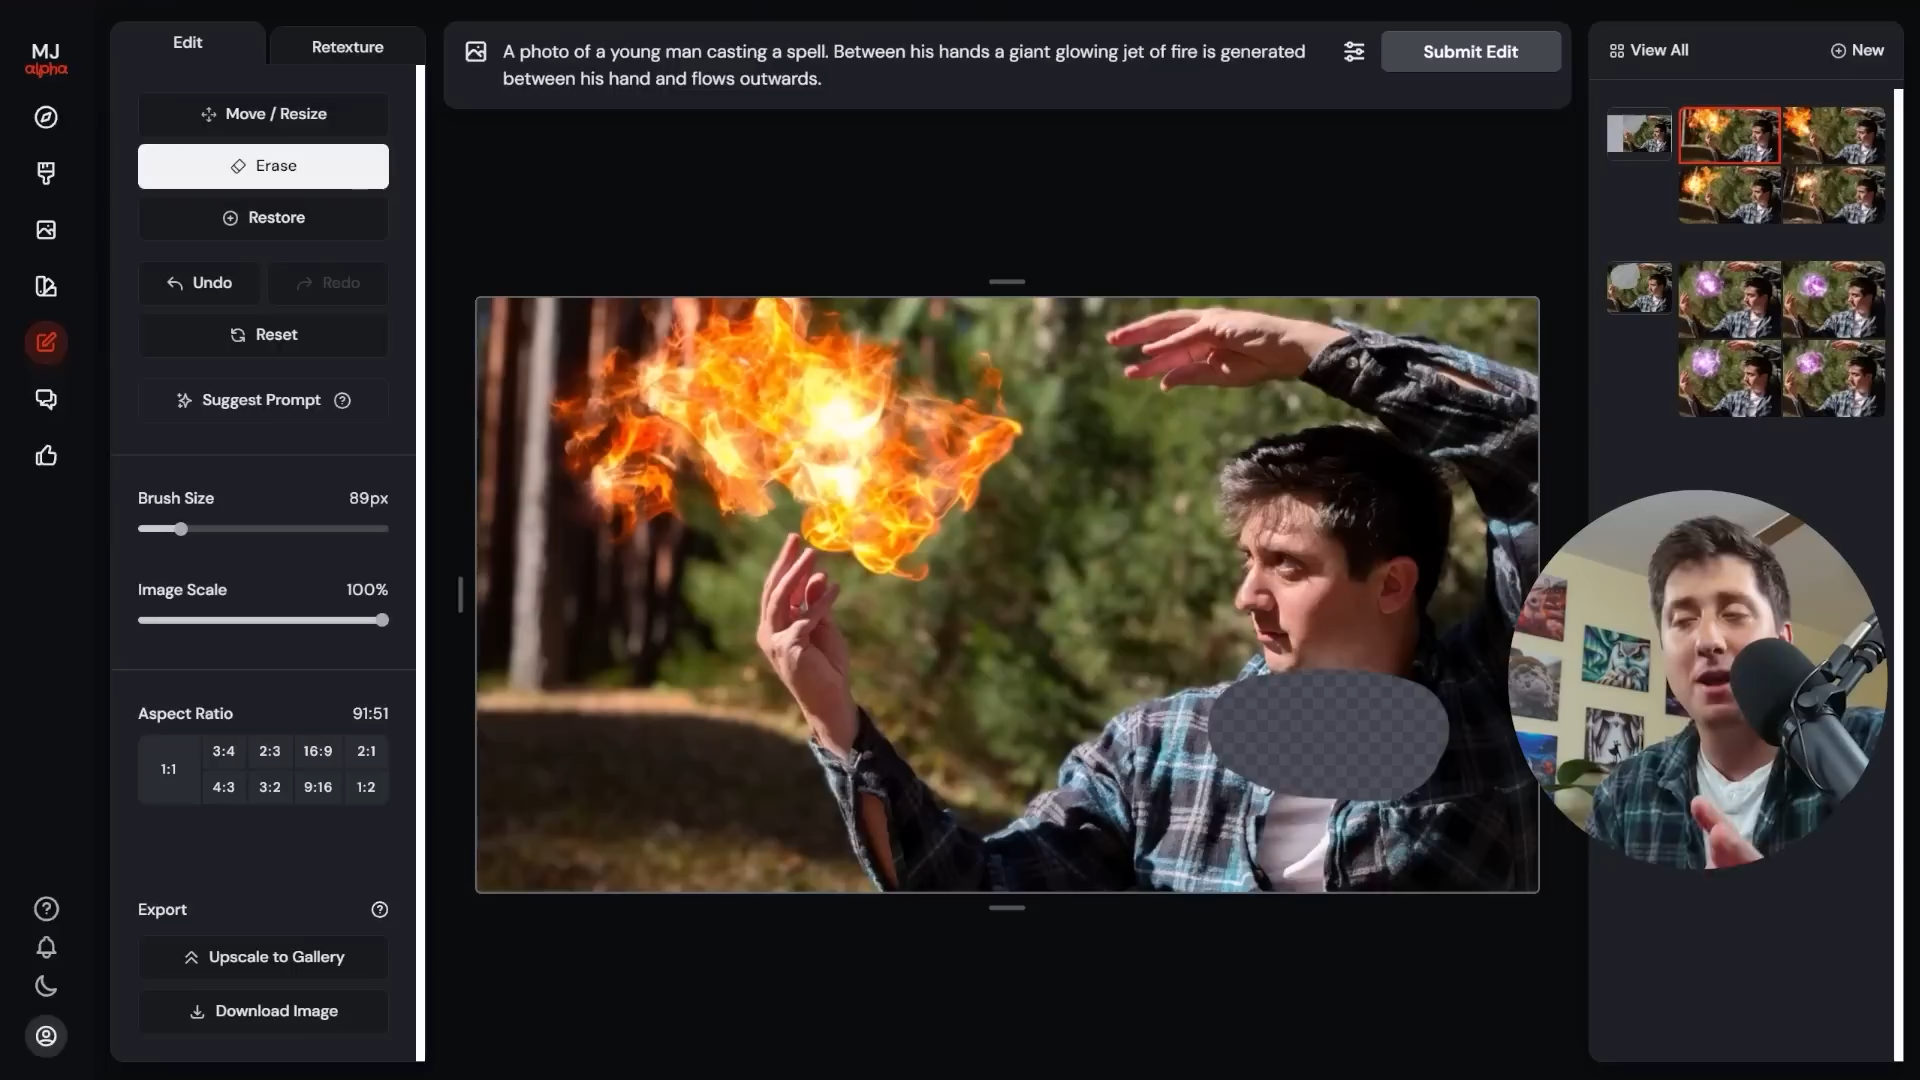 MJ
alpha
Edit
Retexture
Move / Resize
Erase
Restore
Undo
Redo
Reset
Suggest Prompt
Brush Size 89px
Image Scale 100%
Aspect Ratio 91:51
1:1
3:4 2:3 16:9 2:1
4:3 3:2 9:16 1:2
Export
Upscale to Gallery
Download Image
A photo of a young man casting a spell. Between his hands a giant glowing jet of fire is generated
between his hand and flows outwards.
Submit Edit
View All
New